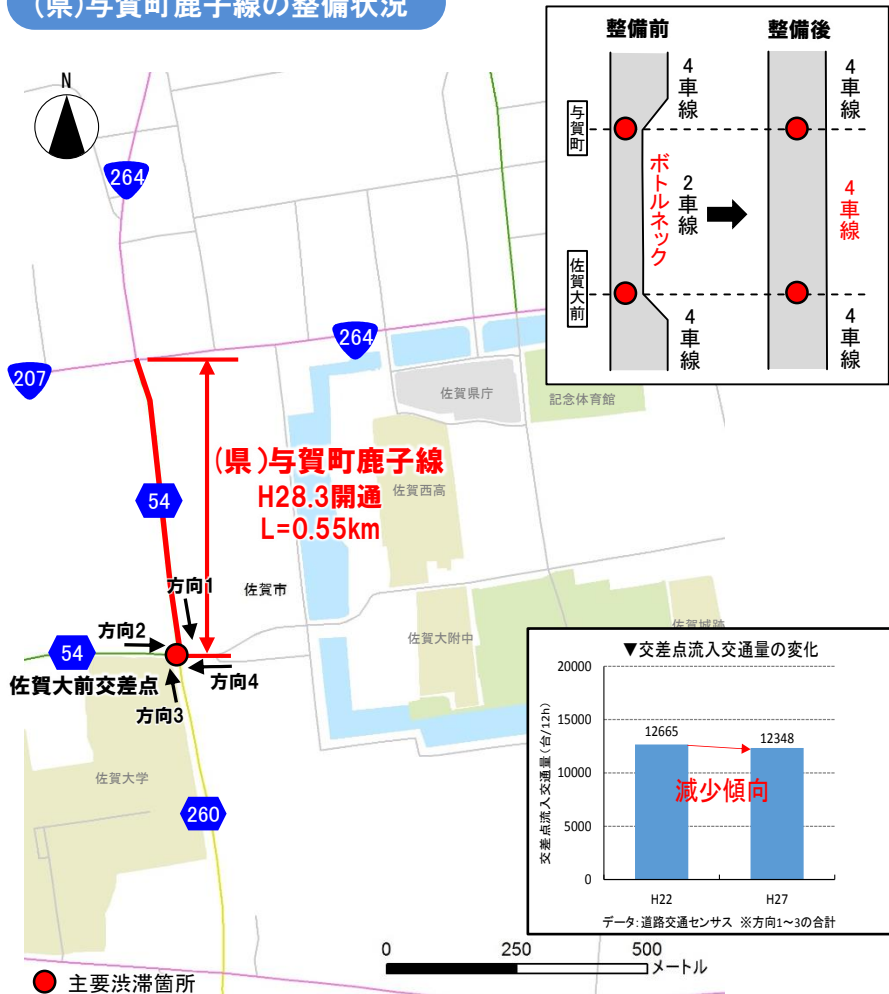 (県)与賀町鹿子線の整備状況
整備前
整備後
4車線
4車線
与賀町
ボトルネック
2車線
4車線
佐賀大前
4車線
4車線
N
264
264
207
佐賀県庁
記念体育館
(県)与賀町鹿子線
H28.3開通
L=0.55km
佐賀西高
54
方向1
佐賀市
方向2
54
方向4
佐賀大前交差点
方向3
佐賀大附中
佐賀城跡
佐賀大学
260
▼交差点流入交通量の変化
交差点流入交通量(台/12h)
20000
15000
10000
5000
0
12665
12348
減少傾向
H22
H27
データ:道路交通センサス ※方向1~3の合計
0
250
500
メートル
主要渋滞箇所